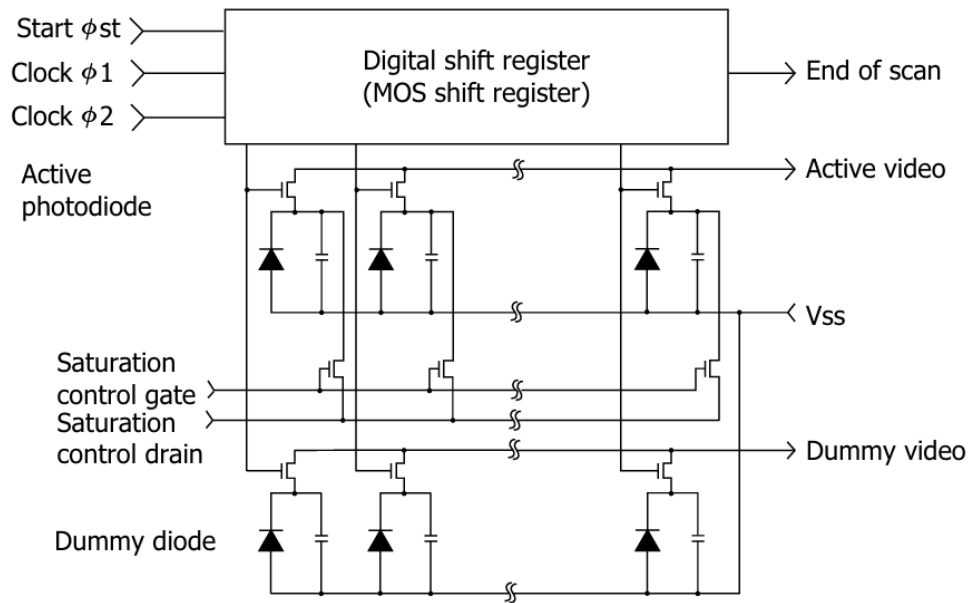 Start ϕst
Clock ϕ1
Clock ϕ2
Digital shift register
(MOS shift register)
End of scan
Active
photodiode
Active video
Vss
Saturation
control gate
Saturation
control drain
Dummy video
Dummy diode